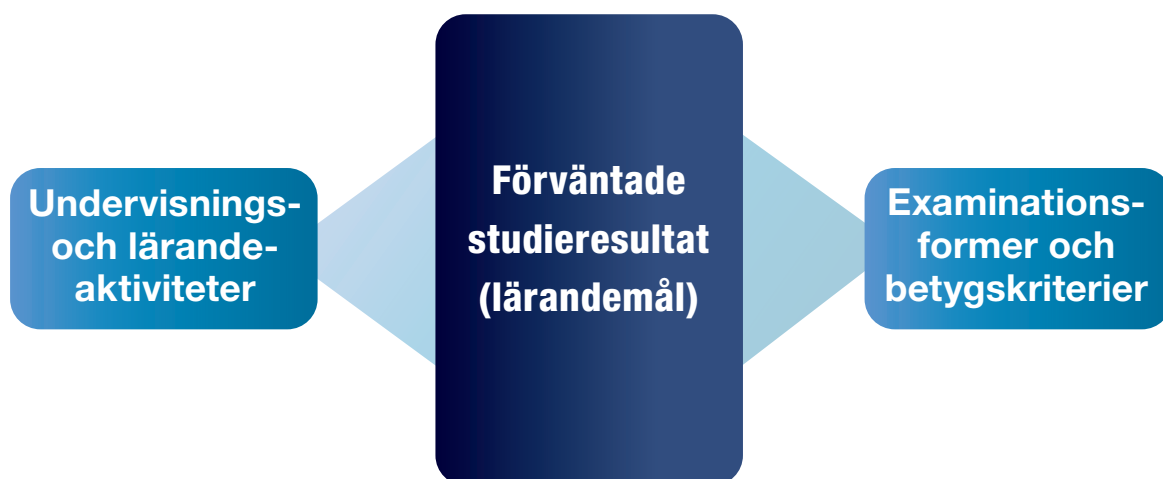 Undervisnings-
och lärande-
aktiviteter
Förväntade
studieresultat
(lärandemål)
Examinations-
former och
betygskriterier